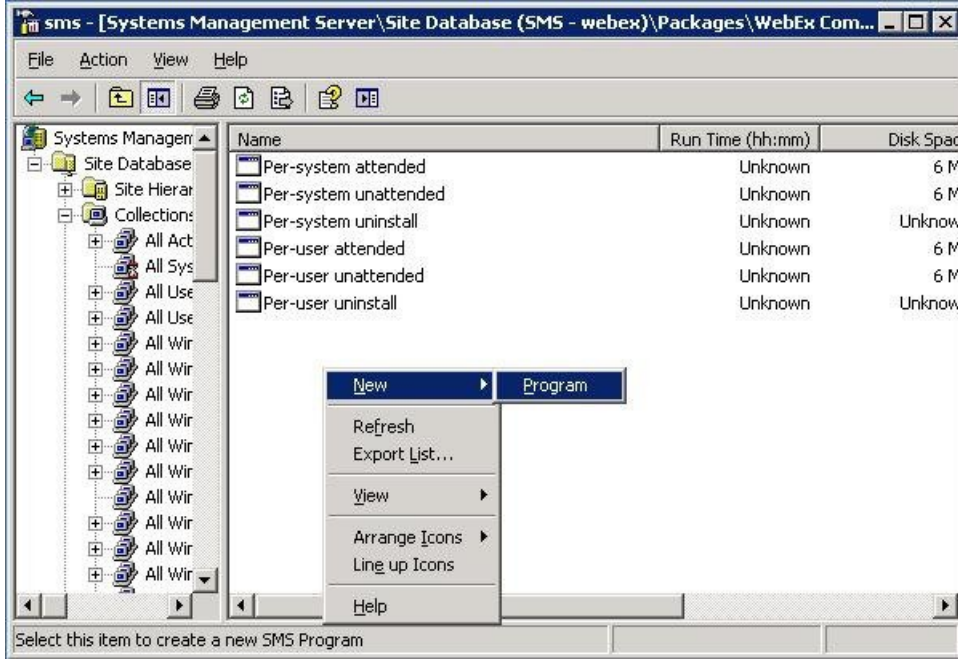 sms - [Systems Management Server\Site Database (SMS - webex)\Packages\WebEx Com...
File Action View Help
Systems Managem
Site Database
Site Hierar
Collections
All Act
All Sys
All Use
All Use
All Wir
All Wir
All Wir
All Wir
All Wir
All Wir
All Wir
All Wir
All Wir
All Wir
Name Run Time (hh:mm) Disk Spac
Per-system attended Unknown 6 M
Per-system unattended Unknown 6 M
Per-system uninstall Unknown Unknow
Per-user attended Unknown 6 M
Per-user unattended Unknown 6 M
Per-user uninstall Unknown Unknow
New Program
Refresh
Export List...
View
Arrange Icons
Line up Icons
Help
Select this item to create a new SMS Program